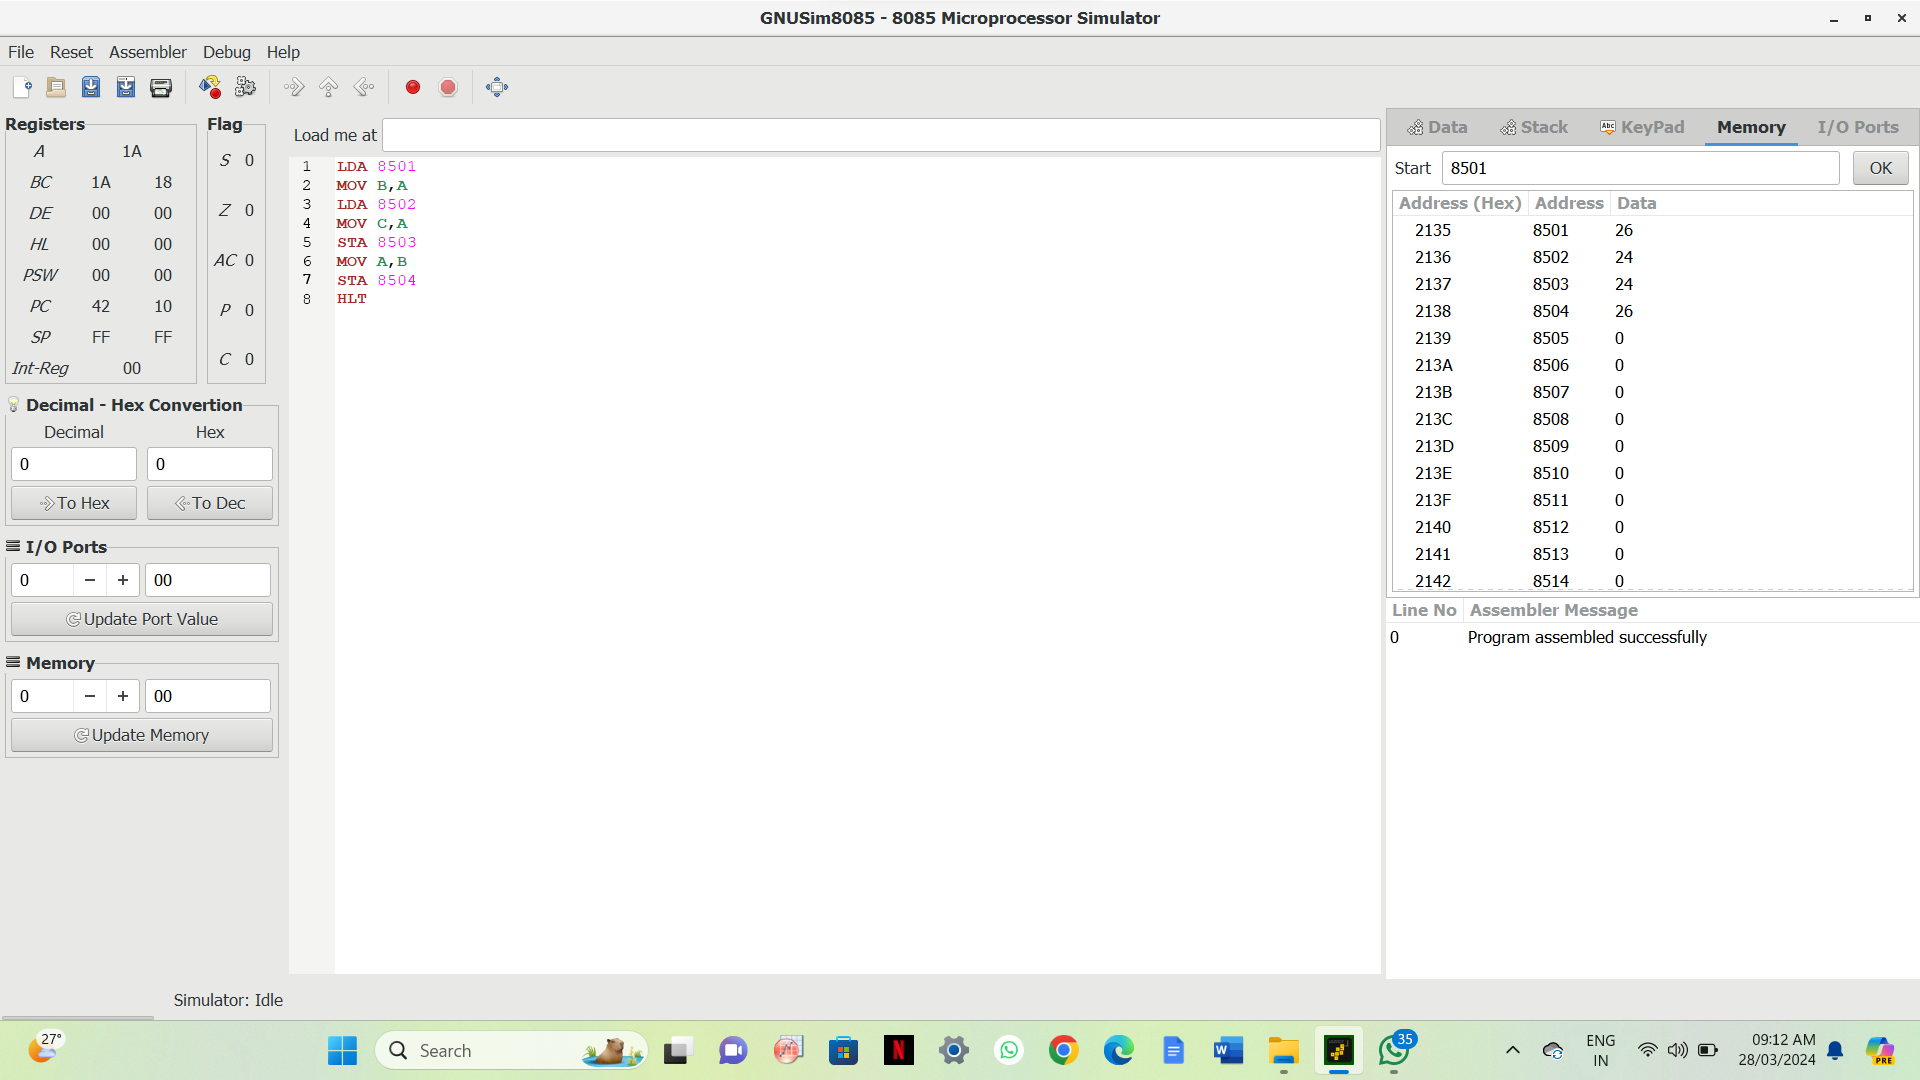 GNUSim8085 - 8085 Microprocessor Simulator
File Reset Assembler Debug Help
Registers
A 1A
BC 1A 18
DE 00 00
HL 00 00
PSW 00 00
PC 42 10
SP FF FF
Int-Reg 00
Flag
S 0
Z 0
AC 0
P 0
C 0
Decimal - Hex Convertion
Decimal Hex
0 0
To Hex To Dec
I/O Ports
0 − + 00
Update Port Value
Memory
0 − + 00
Update Memory
Load me at
1 LDA 8501
2 MOV B,A
3 LDA 8502
4 MOV C,A
5 STA 8503
6 MOV A,B
7 STA 8504
8 HLT
Data Stack Abc KeyPad Memory I/O Ports
Start 8501 OK
Address (Hex) Address Data
2135 8501 26
2136 8502 24
2137 8503 24
2138 8504 26
2139 8505 0
213A 8506 0
213B 8507 0
213C 8508 0
213D 8509 0
213E 8510 0
213F 8511 0
2140 8512 0
2141 8513 0
2142 8514 0
Line No Assembler Message
0 Program assembled successfully
Simulator: Idle
27°
Search
N
W
35
ENG
IN
09:12 AM
28/03/2024
PRE